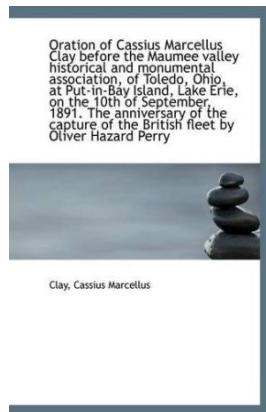 Oration of Cassius Marcellus
Clay before the Maumee valley
historical and monumental
association, of Toledo, Ohio,
at Put-in-Bay Island, Lake Erie,
on the 10th of September,
1891. The anniversary of the
capture of the British fleet by
Oliver Hazard Perry
Clay, Cassius Marcellus